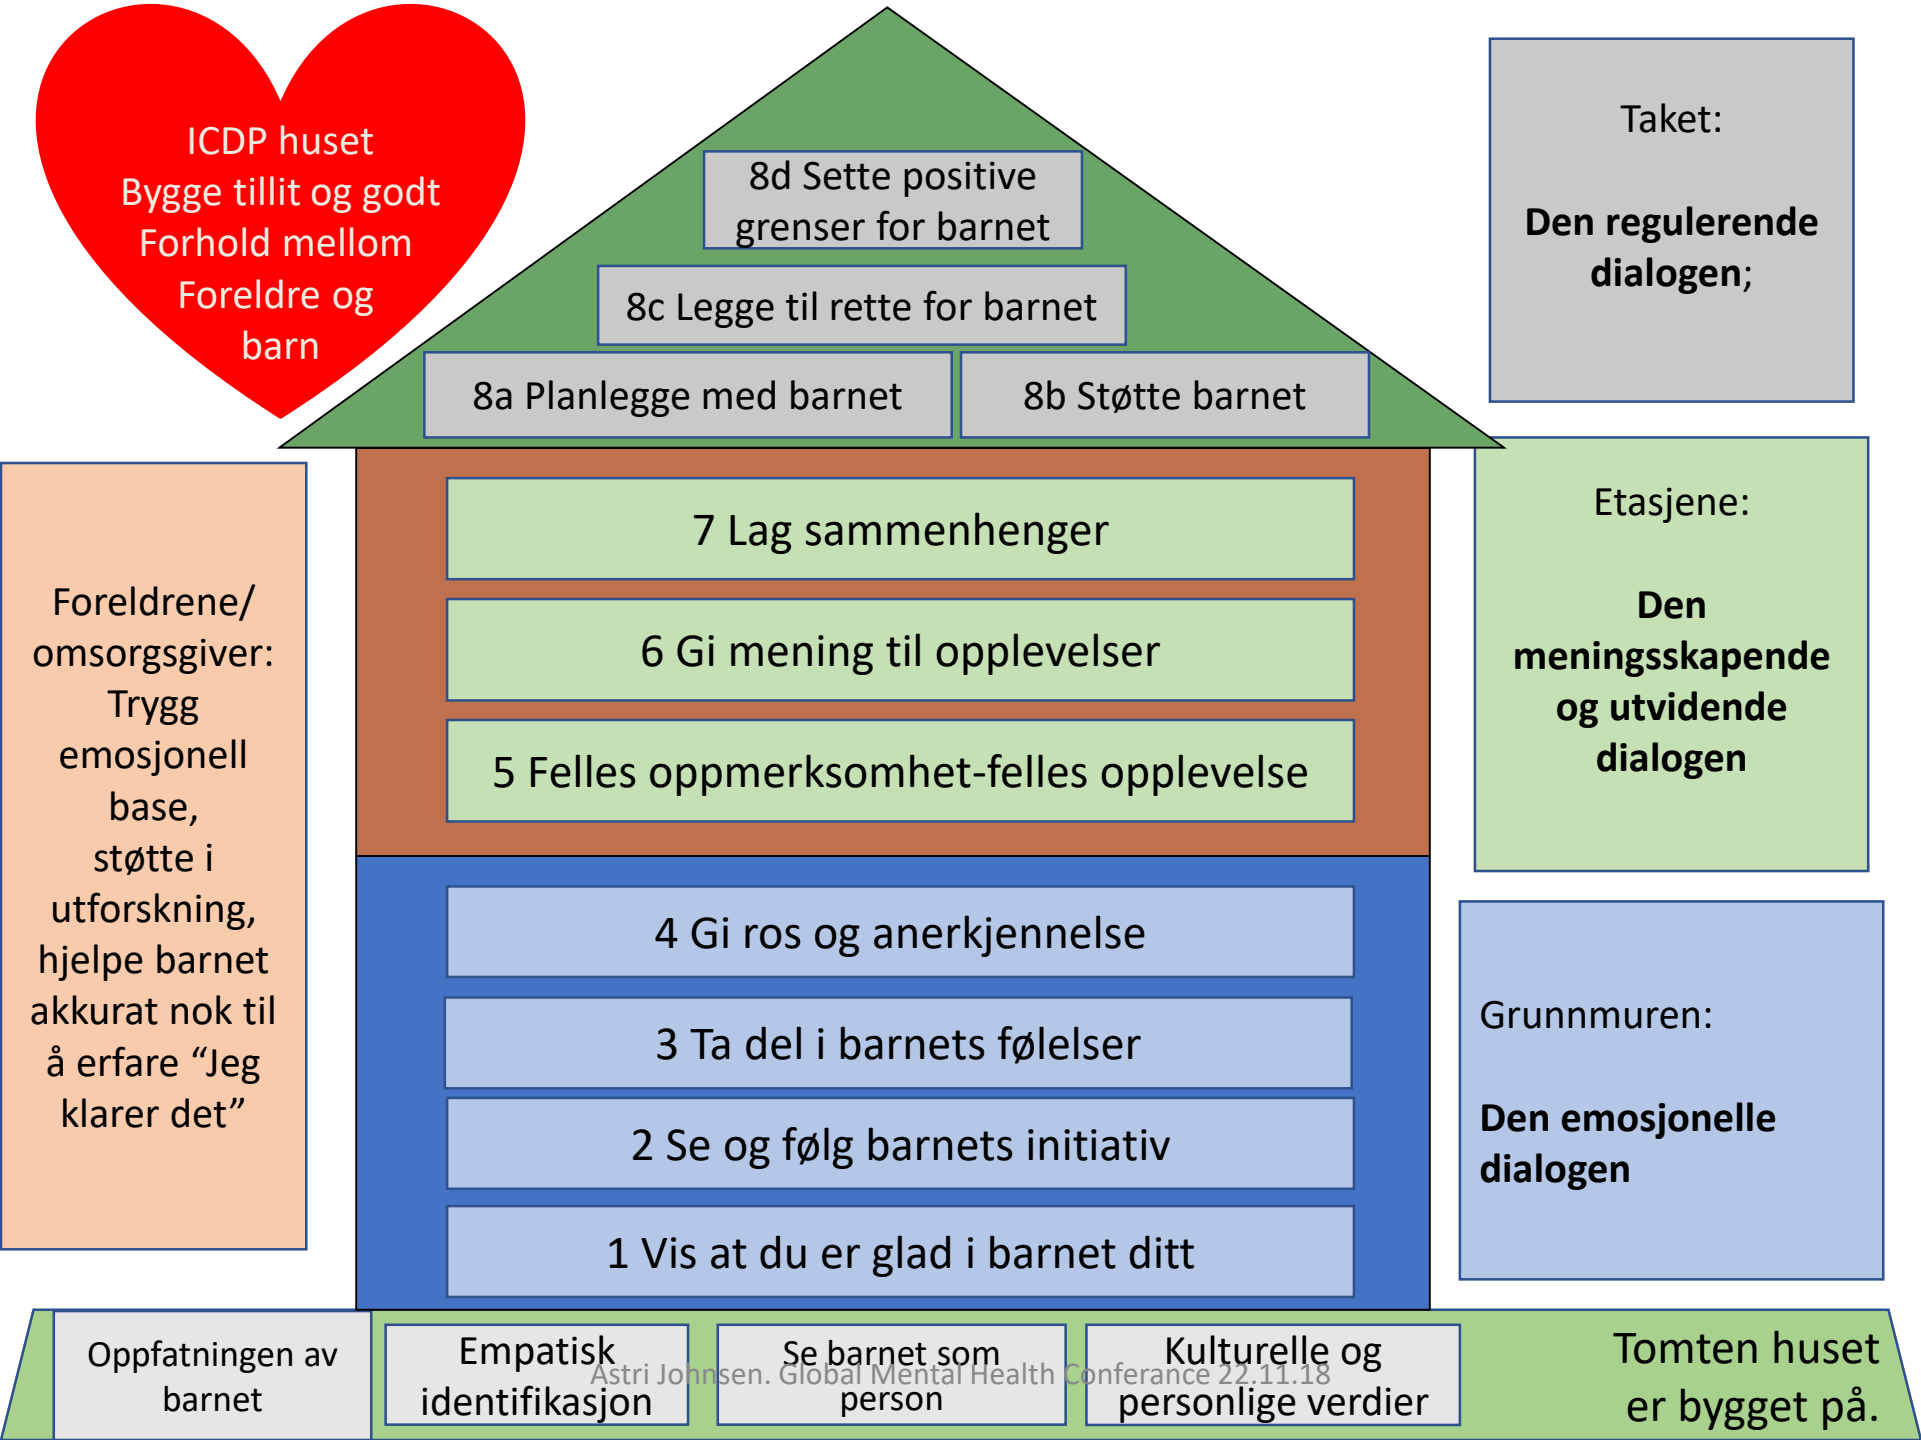 ICDP huset
Bygge tillit og godt
Forhold mellom
Foreldre og
barn
8d Sette positive
grenser for barnet
8c Legge til rette for barnet
8a Planlegge med barnet
8b Støtte barnet
Taket:
Den regulerende
dialogen;
7 Lag sammenhenger
6 Gi mening til opplevelser
5 Felles oppmerksomhet-felles opplevelse
Etasjene:
Den
meningsskapende
og utvidende
dialogen
Foreldrene/
omsorgsgiver:
Trygg
emosjonell
base,
støtte i
utforskning,
hjelpe barnet
akkurat nok til
å erfare “Jeg
klarer det”
4 Gi ros og anerkjennelse
3 Ta del i barnets følelser
2 Se og følg barnets initiativ
1 Vis at du er glad i barnet ditt
Grunnmuren:
Den emosjonelle
dialogen
Oppfatningen av
barnet
Empatisk
identifikasjon
Se barnet som
person
Kulturelle og
personlige verdier
Astri Johnsen. Global Mental Health Conferance 22.11.18
Tomten huset
er bygget på.